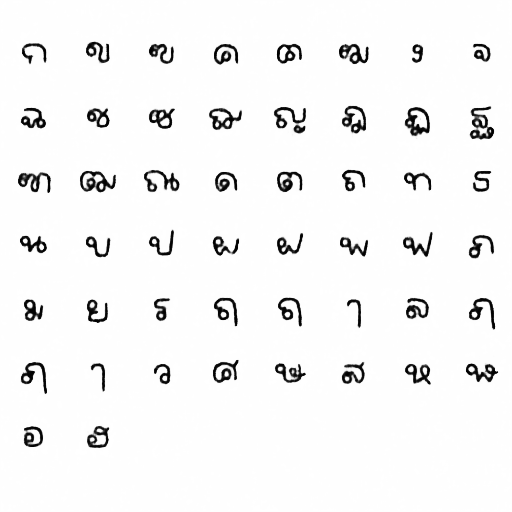 ก ข ฃ ค ฅ ฆ ง จ
ฉ ช ซ ฌ ญ ฎ ฏ ฐ
ฑ ฒ ณ ด ต ถ ท ธ
น บ ป ผ ฝ พ ฟ ภ
ม ย ร ฤ ฤ ๅ ล ฦ
ฦ ๅ ว ศ ษ ส ห ฬ
อ ฮ